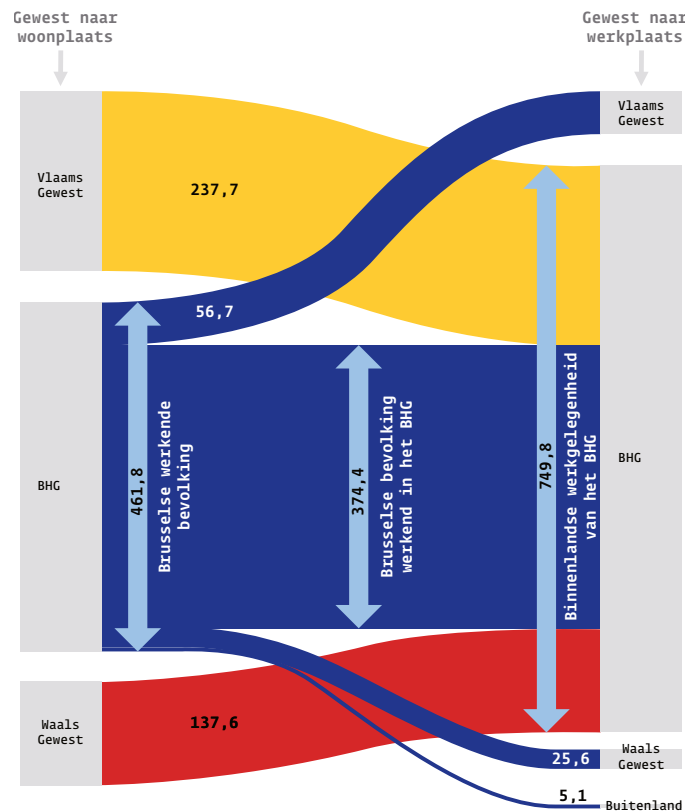 Gewest naar
woonplaats
Gewest naar
werkplaats
Vlaams
Gewest
Vlaams
Gewest
237,7
56,7
BHG
461,8
Brusselse werkende
bevolking
374,4
Brusselse bevolking
werkend in het BHG
749,8
Binnenlandse werkgelegenheid
van het BHG
BHG
Waals
Gewest
137,6
25,6
Waals
Gewest
5,1
Buitenland